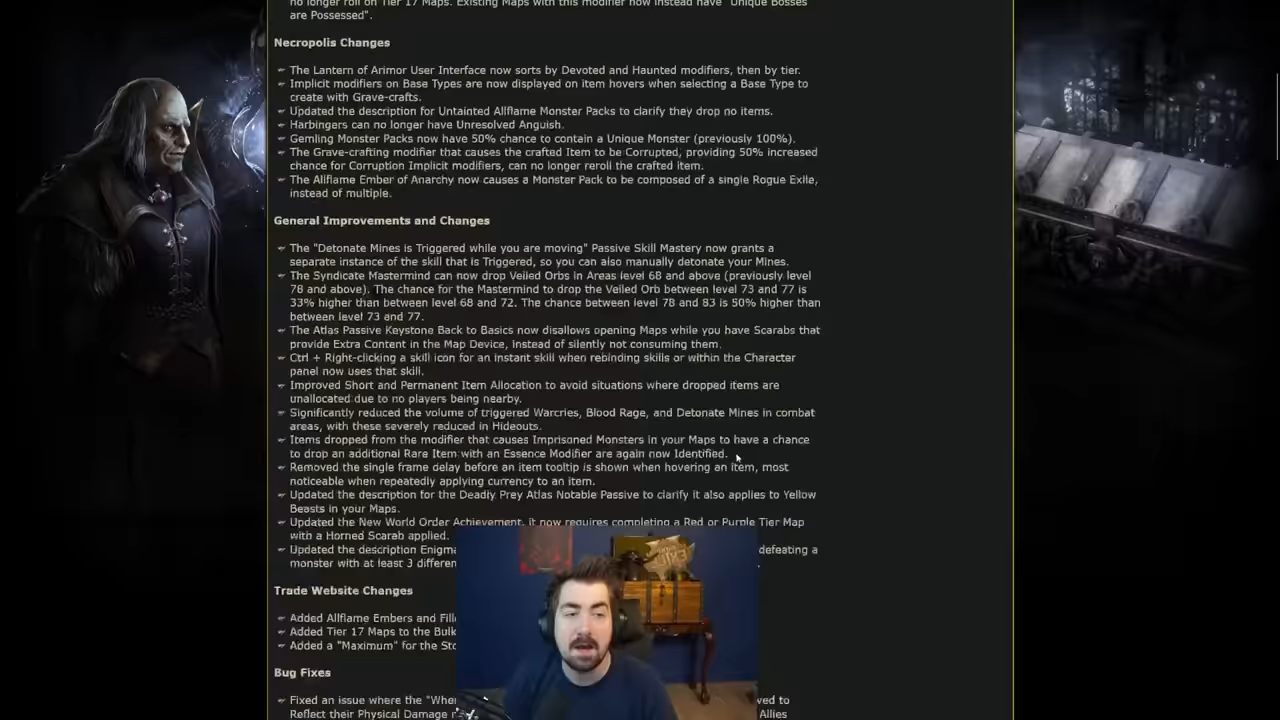 no longer roll on Tier 17 Maps. Existing Maps with this modifier now instead have "Unique Bosses
are Possessed".
Necropolis Changes
The Lantern of Arimor User Interface now sorts by Devoted and Haunted modifiers, then by tier.
Implicit modifiers on Base Types are now displayed on item hovers when selecting a Base Type to
create with Grave-crafts.
Updated the description for Untainted Allflame Monster Packs to clarify they drop no items.
Harbingers can no longer have Unresolved Anguish.
Gemling Monster Packs now have 50% chance to contain a Unique Monster (previously 100%).
The Grave-crafting modifier that causes the crafted Item to be Corrupted, providing 50% increased
chance for Corruption Implicit modifiers, can no longer reroll the crafted item.
The Allflame Ember of Anarchy now causes a Monster Pack to be composed of a single Rogue Exile,
instead of multiple.
General Improvements and Changes
The "Detonate Mines is Triggered while you are moving" Passive Skill Mastery now grants a
separate instance of the skill that is Triggered, so you can also manually detonate your Mines.
The Syndicate Mastermind can now drop Veiled Orbs in Areas level 68 and above (previously level
78 and above). The chance for the Mastermind to drop the Veiled Orb between level 73 and 77 is
33% higher than between level 68 and 72. The chance between level 78 and 83 is 50% higher than
between level 73 and 77.
The Atlas Passive Keystone Back to Basics now disallows opening Maps while you have Scarabs that
provide Extra Content in the Map Device, instead of silently not consuming them.
Ctrl + Right-clicking a skill icon for an instant skill when rebinding skills or within the Character
panel now uses that skill.
Improved Short and Permanent Item Allocation to avoid situations where dropped items are
unallocated due to no players being nearby.
Significantly reduced the volume of triggered Warcries, Blood Rage, and Detonate Mines in combat
areas, with these severely reduced in Hideouts.
Items dropped from the modifier that causes Imprisoned Monsters in your Maps to have a chance
to drop an additional Rare Item with an Essence Modifier are again now Identified.
Removed the single frame delay before an item tooltip is shown when hovering an item, most
noticeable when repeatedly applying currency to an item.
Updated the description for the Deadly Prey Atlas Notable Passive to clarify it also applies to Yellow
Beasts in your Maps.
Updated the New World Order Achievement, it now requires completing a Red or Purple Tier Map
with a Horned Scarab applied.
Updated the description Enigma defeating a
monster with at least 3 differen
Trade Website Changes
Added Allflame Embers and Fill
Added Tier 17 Maps to the Bulk
Added a "Maximum" for the Sto
Bug Fixes
Fixed an issue where the "When ved to
Reflect their Physical Damage Allies